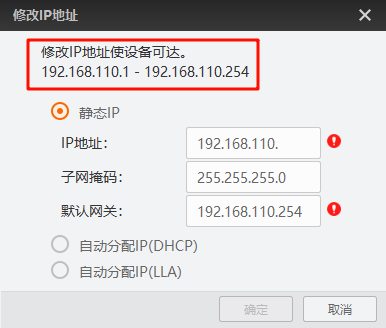 修改IP地址
修改IP地址使设备可达。
192.168.110.1 - 192.168.110.254
静态IP
IP地址: 192.168.110.
子网掩码: 255.255.255.0
默认网关: 192.168.110.254
自动分配IP(DHCP)
自动分配IP(LLA)
确定 取消